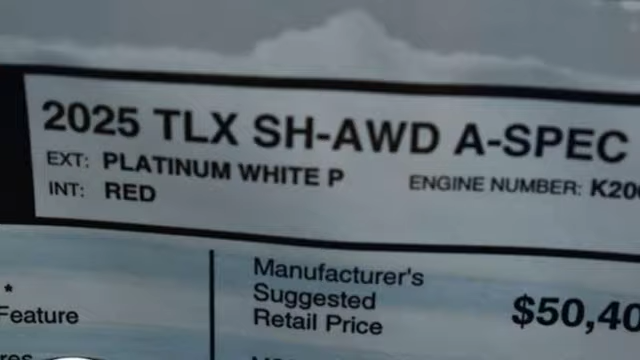 2025 TLX SH-AWD A-SPEC
EXT: PLATINUM WHITE P
INT: RED
ENGINE NUMBER: K20
*
Feature
Manufacturer's
Suggested
Retail Price
$50,40